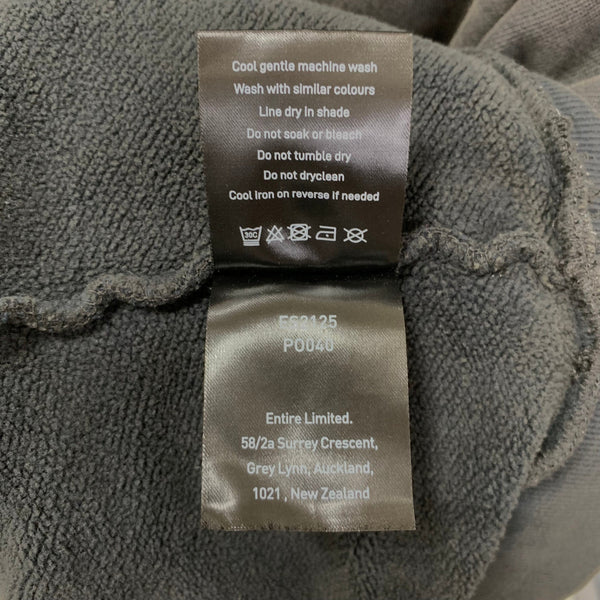 Cool gentle machine wash
Wash with similar colours
Line dry in shade
Do not soak or bleach
Do not tumble dry
Do not dryclean
Cool iron on reverse if needed
30C
PO040
Entire Limited.
58/2a Surrey Crescent,
Grey Lynn, Auckland,
1021 , New Zealand